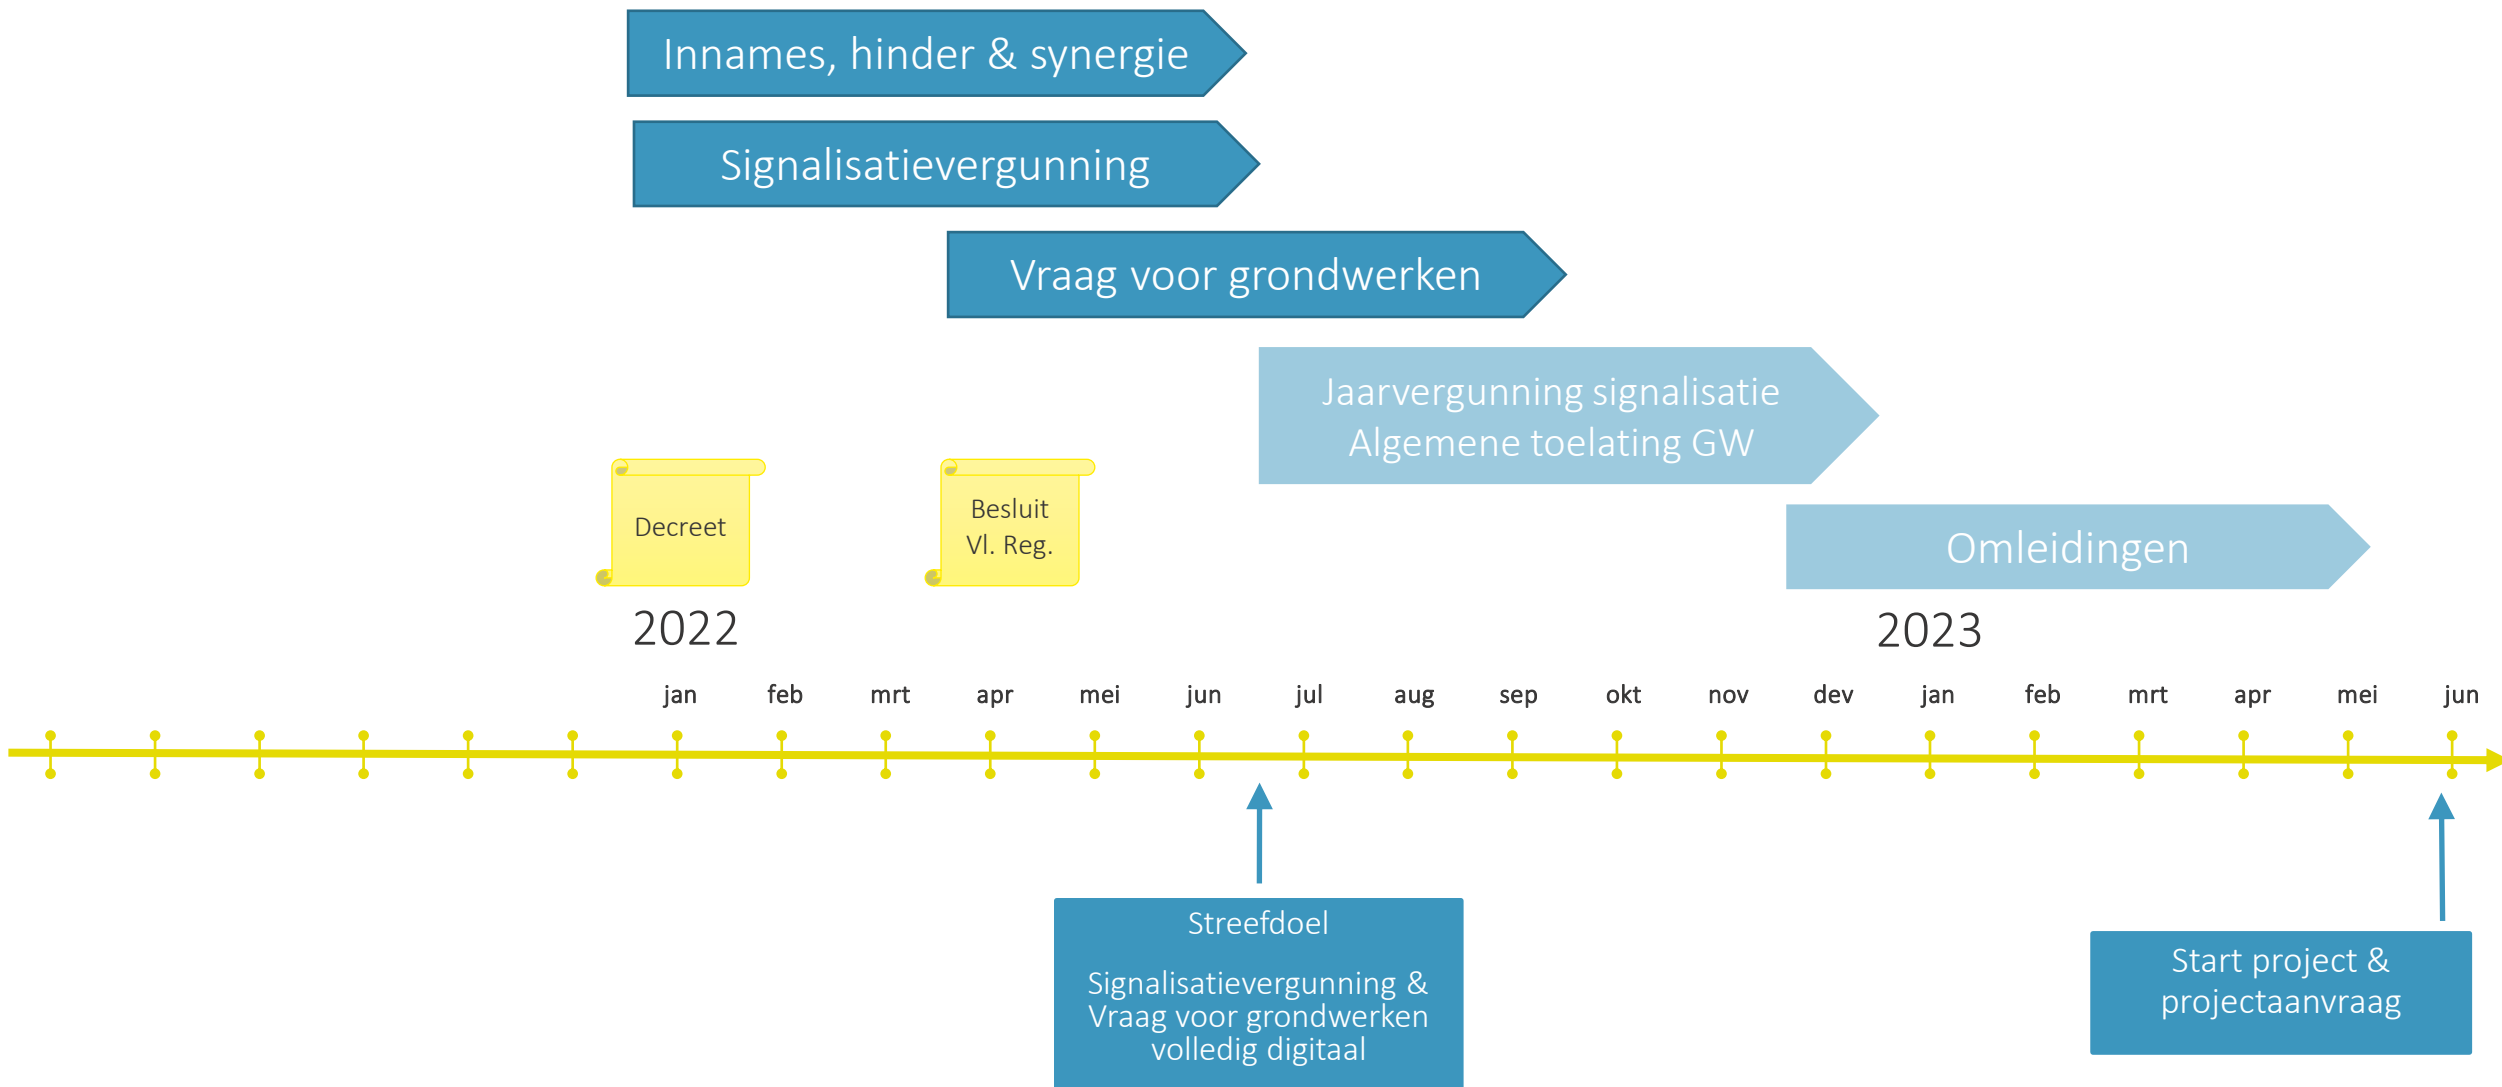 Innames, hinder & synergie
Signalisatievergunning
Vraag voor grondwerken
Jaarvergunning signalisatie
Algemene toelating GW
Decreet
Besluit
Vl. Reg.
Omleidingen
2022
2023
jan feb mrt apr mei jun jul aug sep okt nov dev jan feb mrt apr mei jun
Streefdoel
Signalisatievergunning &
Vraag voor grondwerken
volledig digitaal
Start project &
projectaanvraag